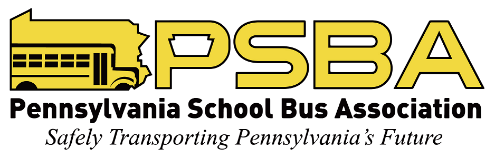 PSBA
Pennsylvania School Bus Association
Safely Transporting Pennsylvania's Future